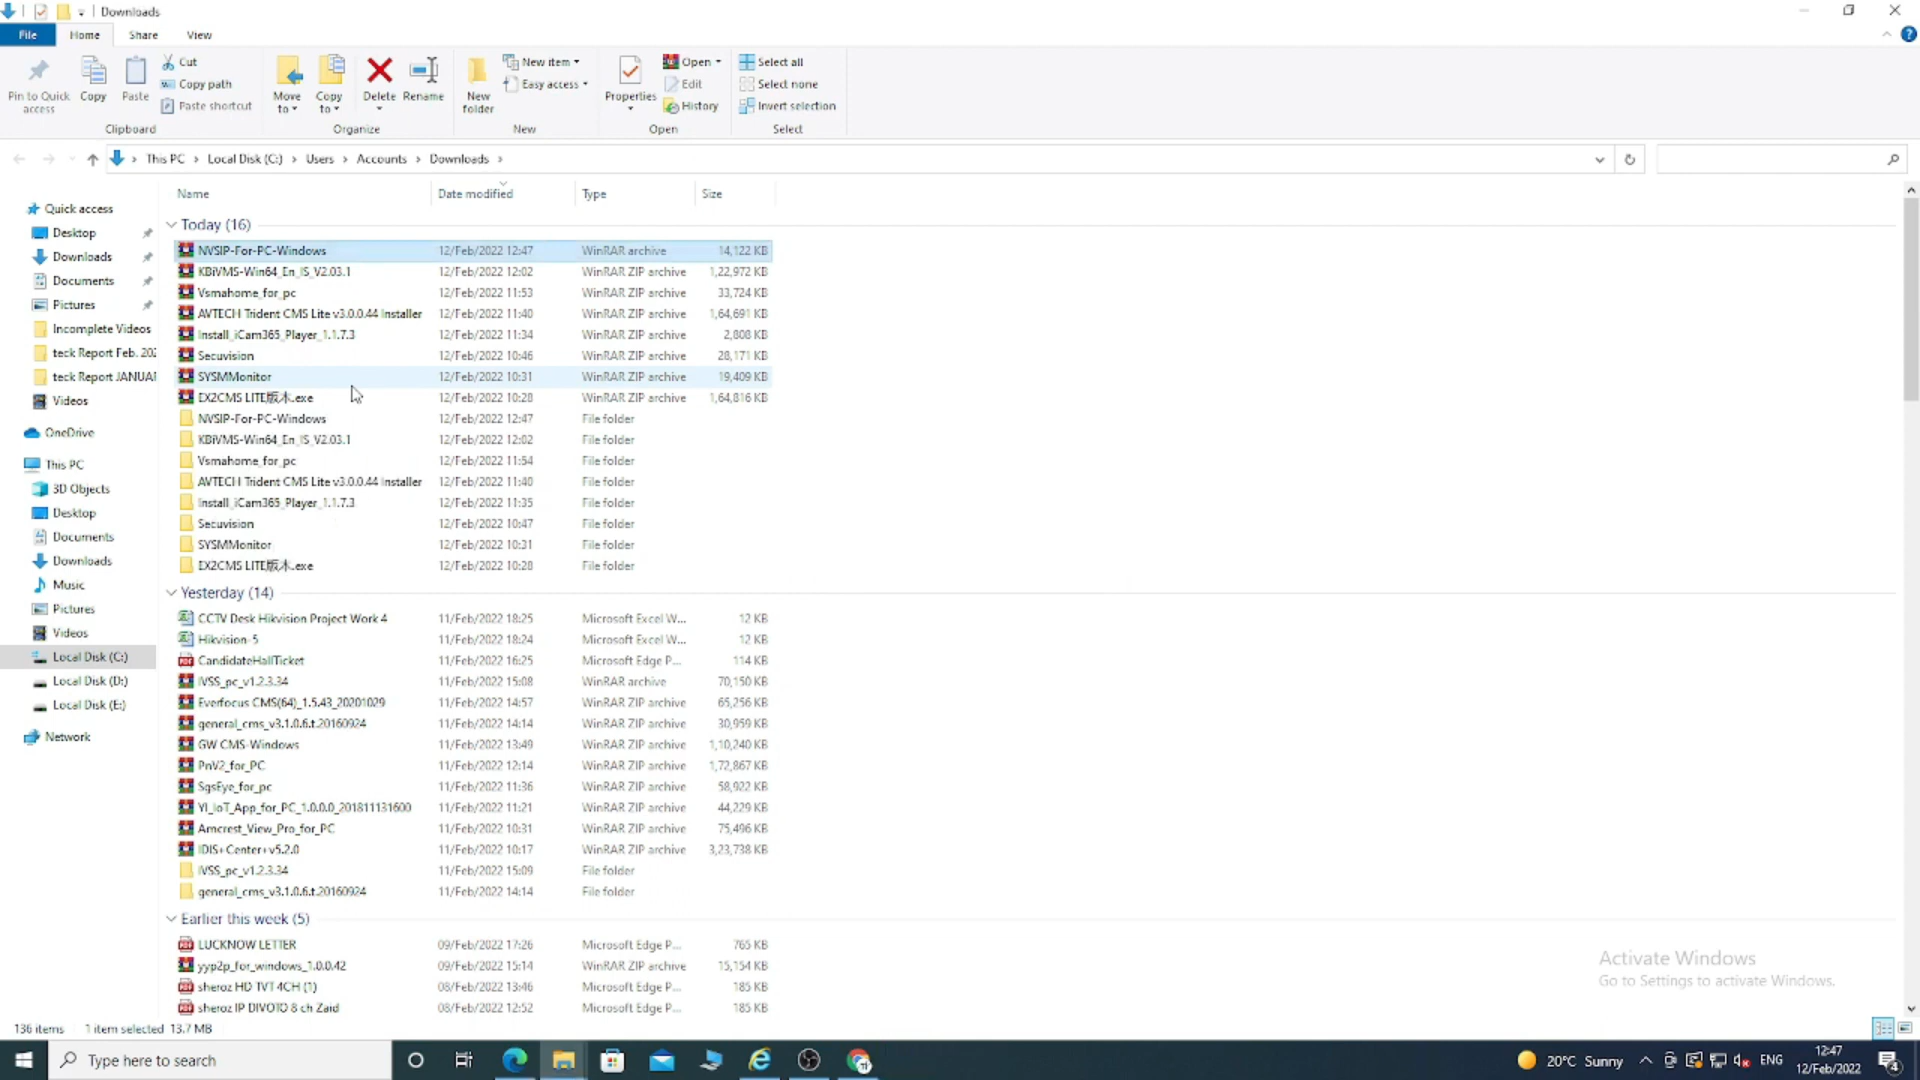 Downloads
File Home Share View
Pin to Quick access
Copy
Paste
Cut
Copy path
Paste shortcut
Clipboard
Move to
Copy to
Delete
Rename
Organize
New folder
New item
Easy access
New
Properties
Open
Edit
History
Open
Select all
Select none
Invert selection
Select
This PC > Local Disk (C:) > Users > Accounts > Downloads >
Name Date modified Type Size
Quick access
Desktop
Downloads
Documents
Pictures
Incomplete Videos
teck Report Feb. 202
teck Report JANUAR
Videos
OneDrive
This PC
3D Objects
Desktop
Documents
Downloads
Music
Pictures
Videos
Local Disk (C:)
Local Disk (D:)
Local Disk (E:)
Network
Today (16)
NVSIP-For-PC-Windows 12/Feb/2022 12:47 WinRAR archive 14,122 KB
KBiVMS-Win64_En_IS_V2.03.1 12/Feb/2022 12:02 WinRAR ZIP archive 1,22,972 KB
Vsmahome_for_pc 12/Feb/2022 11:53 WinRAR ZIP archive 33,724 KB
AVTECH Trident CMS Lite v3.0.0.44 Installer 12/Feb/2022 11:40 WinRAR ZIP archive 1,64,691 KB
Install_iCam365_Player_1.1.7.3 12/Feb/2022 11:34 WinRAR ZIP archive 2,808 KB
Secuvision 12/Feb/2022 10:46 WinRAR ZIP archive 28,171 KB
SYSMMonitor 12/Feb/2022 10:31 WinRAR ZIP archive 19,409 KB
EX2CMS LITE版本.exe 12/Feb/2022 10:28 WinRAR ZIP archive 1,64,816 KB
NVSIP-For-PC-Windows 12/Feb/2022 12:47 File folder
KBiVMS-Win64_En_IS_V2.03.1 12/Feb/2022 12:02 File folder
Vsmahome_for_pc 12/Feb/2022 11:54 File folder
AVTECH Trident CMS Lite v3.0.0.44 Installer 12/Feb/2022 11:40 File folder
Install_iCam365_Player_1.1.7.3 12/Feb/2022 11:35 File folder
Secuvision 12/Feb/2022 10:47 File folder
SYSMMonitor 12/Feb/2022 10:31 File folder
EX2CMS LITE版本.exe 12/Feb/2022 10:28 File folder
Yesterday (14)
CCTV Desk Hikvision Project Work 4 11/Feb/2022 18:25 Microsoft Excel W... 12 KB
Hikvision-5 11/Feb/2022 18:24 Microsoft Excel W... 12 KB
CandidateHallTicket 11/Feb/2022 16:25 Microsoft Edge P... 114 KB
iVSS_pc_v1.2.3.34 11/Feb/2022 15:08 WinRAR archive 70,150 KB
Everfocus CMS(64)_1.5.43_20201029 11/Feb/2022 14:57 WinRAR ZIP archive 65,256 KB
general_cms_v3.1.0.6.t.20160924 11/Feb/2022 14:14 WinRAR ZIP archive 30,959 KB
GW CMS-Windows 11/Feb/2022 13:49 WinRAR ZIP archive 1,10,240 KB
PnV2_for_PC 11/Feb/2022 12:14 WinRAR ZIP archive 1,72,867 KB
SgsEye_for_pc 11/Feb/2022 11:36 WinRAR ZIP archive 58,922 KB
YI_IoT_App_for_PC_1.0.0.0_201811131600 11/Feb/2022 11:21 WinRAR ZIP archive 44,229 KB
Amcrest_View_Pro_for_PC 11/Feb/2022 10:31 WinRAR ZIP archive 75,496 KB
IDIS+Center+v5.2.0 11/Feb/2022 10:17 WinRAR ZIP archive 3,23,738 KB
iVSS_pc_v1.2.3.34 11/Feb/2022 15:09 File folder
general_cms_v3.1.0.6.t.20160924 11/Feb/2022 14:14 File folder
Earlier this week (5)
LUCKNOW LETTER 09/Feb/2022 17:26 Microsoft Edge P... 765 KB
yyp2p_for_windows_1.0.0.42 09/Feb/2022 15:14 WinRAR ZIP archive 15,154 KB
sheroz HD TVT 4CH (1) 08/Feb/2022 13:46 Microsoft Edge P... 185 KB
sheroz IP DIVOTO 8 ch Zaid 08/Feb/2022 12:52 Microsoft Edge P... 185 KB
Activate Windows
Go to Settings to activate Windows.
136 items 1 item selected 13.7 MB
Type here to search
20°C Sunny
ENG
12:47
12/Feb/2022
4